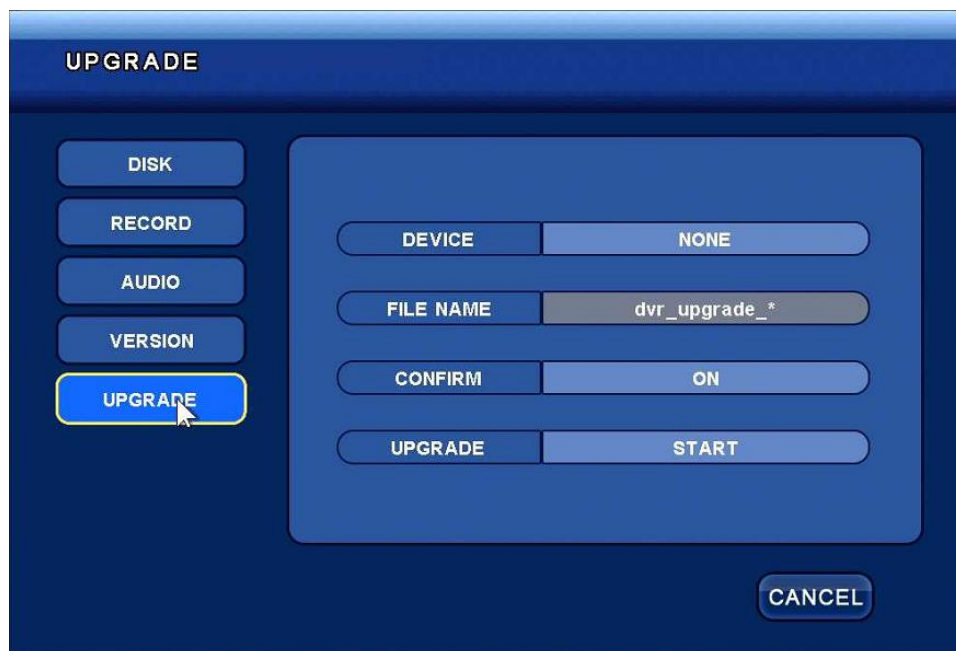 UPGRADE
DISK
RECORD
AUDIO
VERSION
UPGRADE
DEVICE NONE
FILE NAME dvr_upgrade_*
CONFIRM ON
UPGRADE START
CANCEL